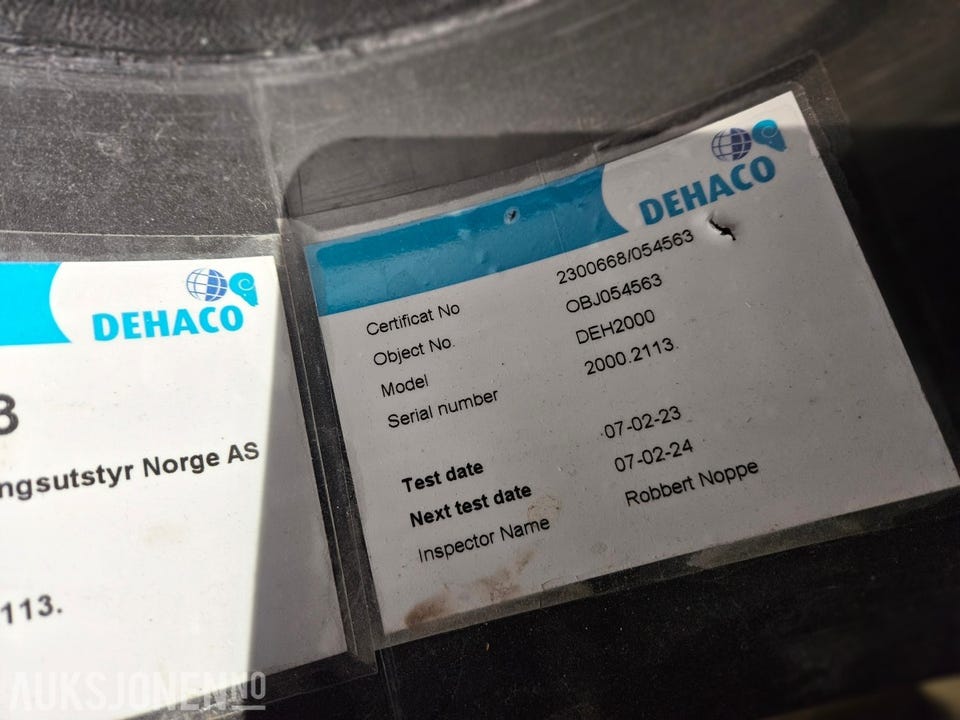 DEHACO
3
ngsutstyr Norge AS
113.
DEHACO
Certificat No 2300668/054563
Object No. OBJ054563
Model DEH2000
Serial number 2000.2113.
Test date 07-02-23
Next test date 07-02-24
Inspector Name Robbert Noppe
AUKSJONEN.NO